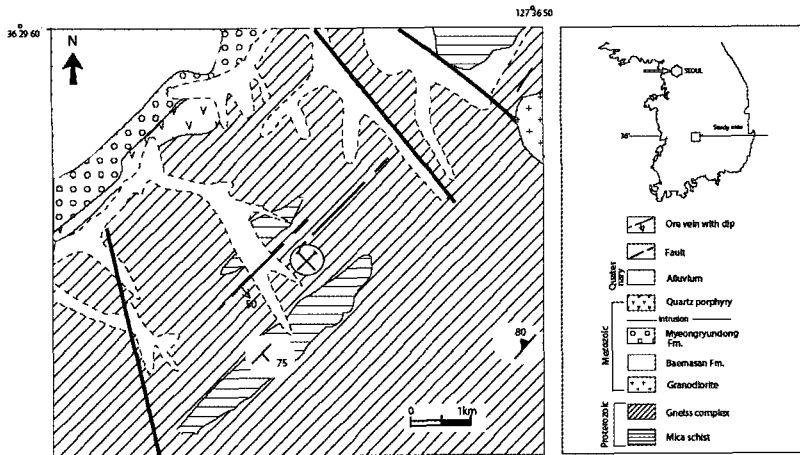 36° 29 60
127° 36 50
N
60
75
80
0 1km
SEOUL
36°
Study area
Ore vein with dip
Fault
Quaternary
Alluvium
Quartz porphyry
Intrusion
Mesozoic
Myeongryundong
Fm.
Baemasan Fm.
Granodiorite
Proterozoic
Gneiss complex
Mica schist